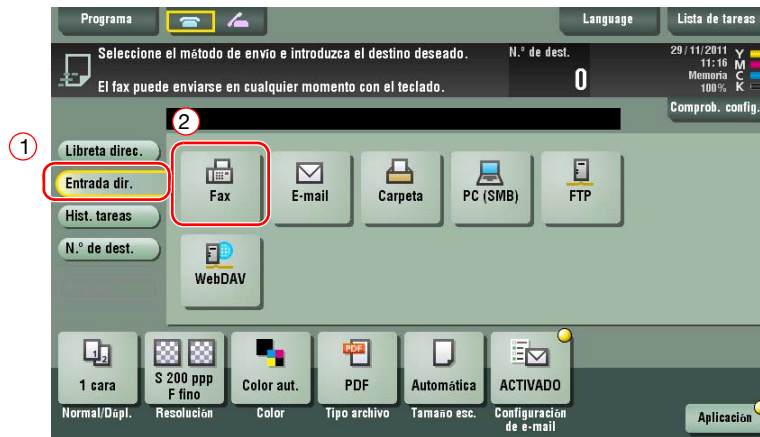 Programa
Language
Lista de tareas
Seleccione el método de envío e introduzca el destino deseado.
N.° de dest.
0
29/11/2011
11:16
Memoria
100%
Y
M
C
K
El fax puede enviarse en cualquier momento con el teclado.
Comprob. config.
1
2
Libreta direc.
Entrada dir.
Hist. tareas
N.° de dest.
Fax
E-mail
Carpeta
PC (SMB)
FTP
WebDAV
1 2
1 cara
S 200 ppp
F fino
Color aut.
PDF
PDF
Automática
ACTIVADO
Normal/Dúpl.
Resolución
Color
Tipo archivo
Tamaño esc.
Configuración
de e-mail
Aplicación